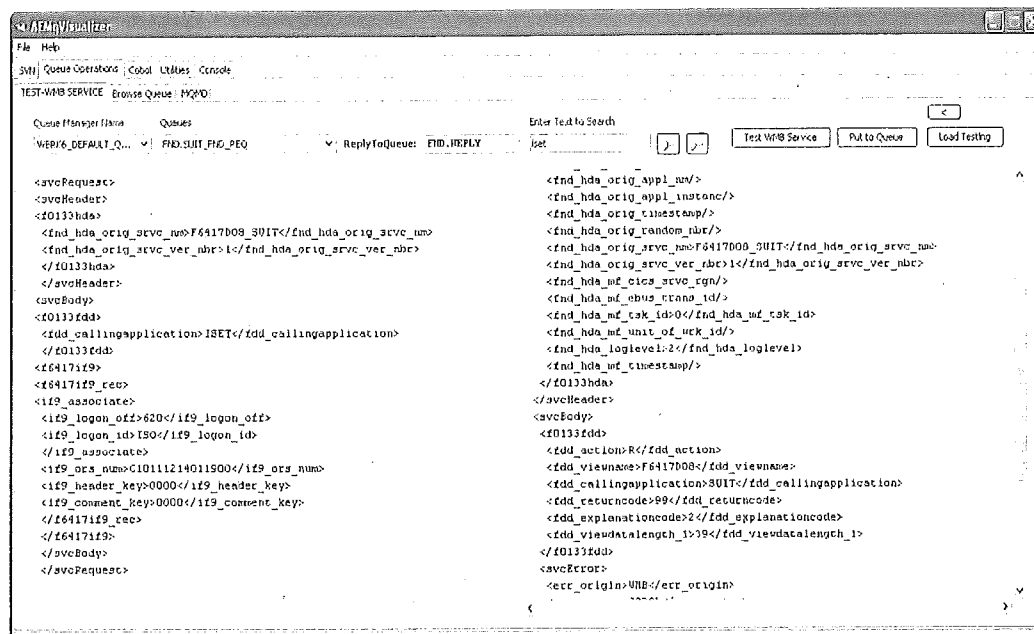 AEMqVisualizer
File Help
SVN Queue Operations Cobol Utilities Console
TEST-WMB SERVICE Browse Queue MQMD
Queue Manager Name Queues Enter Text to Search <
ReplyToQueue: FND.REPLY iset Test WMB Service Put to Queue Load Testing
<svcRequest>
<svcHeader>
<f0133hda>
<fnd_hda_orig_srvc_nm>F6417D08_SUIT</fnd_hda_orig_srvc_nm>
<fnd_hda_orig_srvc_ver_nbr>1</fnd_hda_orig_srvc_ver_nbr>
</f0133hda>
</svcHeader>
<svcBody>
<f0133fdd>
<fdd_callingapplication>ISET</fdd_callingapplication>
</f0133fdd>
<f6417if9>
<f6417if9_rec>
<if9_associate>
<if9_logon_off>620</if9_logon_off>
<if9_logon_id>ISO</if9_logon_id>
</if9_associate>
<if9_ors_num>C10111214011900</if9_ors_num>
<if9_header_key>0000</if9_header_key>
<if9_comment_key>0000</if9_comment_key>
</f6417if9_rec>
</f6417if9>
</svcBody>
</svcRequest>
<fnd_hda_orig_appl_nm/>
<fnd_hda_orig_appl_instanc/>
<fnd_hda_orig_timestamp/>
<fnd_hda_orig_random_nbr/>
<fnd_hda_orig_srvc_nm>F6417D08_SUIT</fnd_hda_orig_srvc_nm>
<fnd_hda_orig_srvc_ver_nbr>1</fnd_hda_orig_srvc_ver_nbr>
<fnd_hda_mf_cics_srvc_rgn/>
<fnd_hda_mf_ebus_trans_id/>
<fnd_hda_mf_tsk_id>0</fnd_hda_mf_tsk_id>
<fnd_hda_mf_unit_of_wrk_id/>
<fnd_hda_loglevel>2</fnd_hda_loglevel>
<fnd_hda_mf_timestamp/>
</f0133hda>
</svcHeader>
<svcBody>
<f0133fdd>
<fdd_action>R</fdd_action>
<fdd_viewname>F6417D08</fdd_viewname>
<fdd_callingapplication>SUIT</fdd_callingapplication>
<fdd_returncode>99</fdd_returncode>
<fdd_explanationcode>2</fdd_explanationcode>
<fdd_viewdatalength_1>39</fdd_viewdatalength_1>
</f0133fdd>
<svcError>
<err_origin>WMB</err_origin>